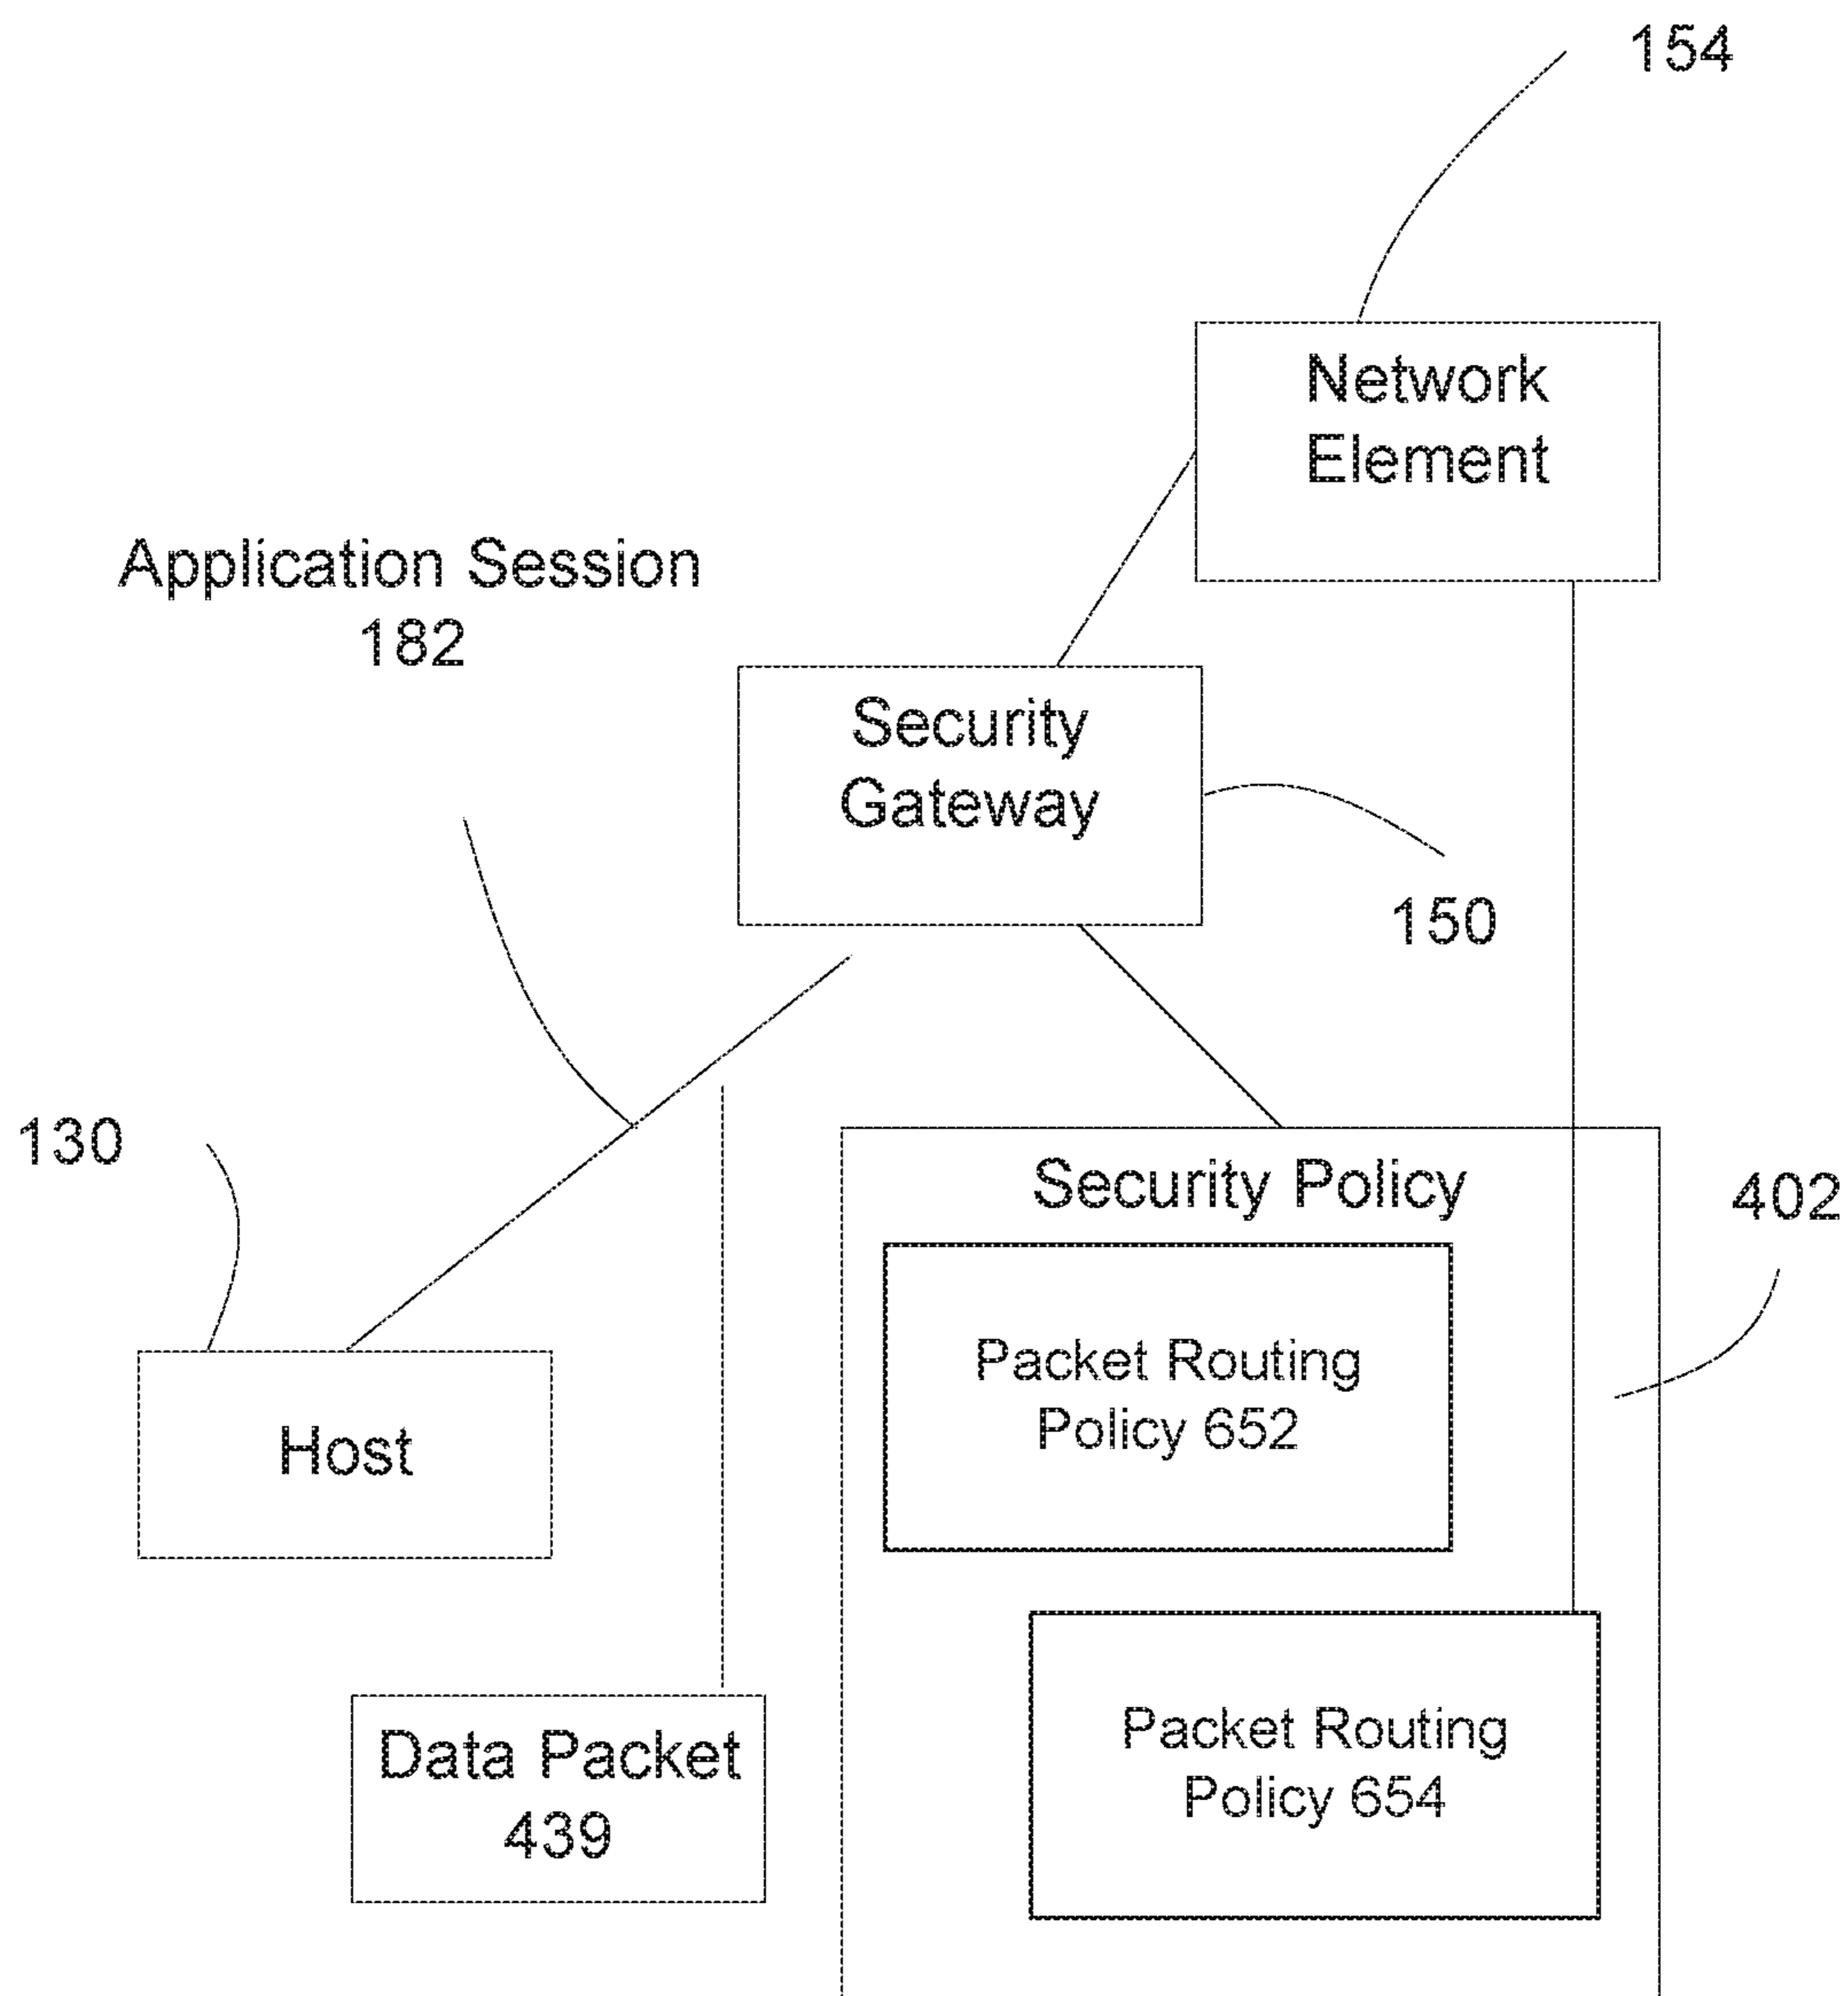 154
Network
Element
Application Session
182
Security
Gateway
150
130
Security Policy
402
Packet Routing
Policy 652
Host
Packet Routing
Policy 654
Data Packet
439